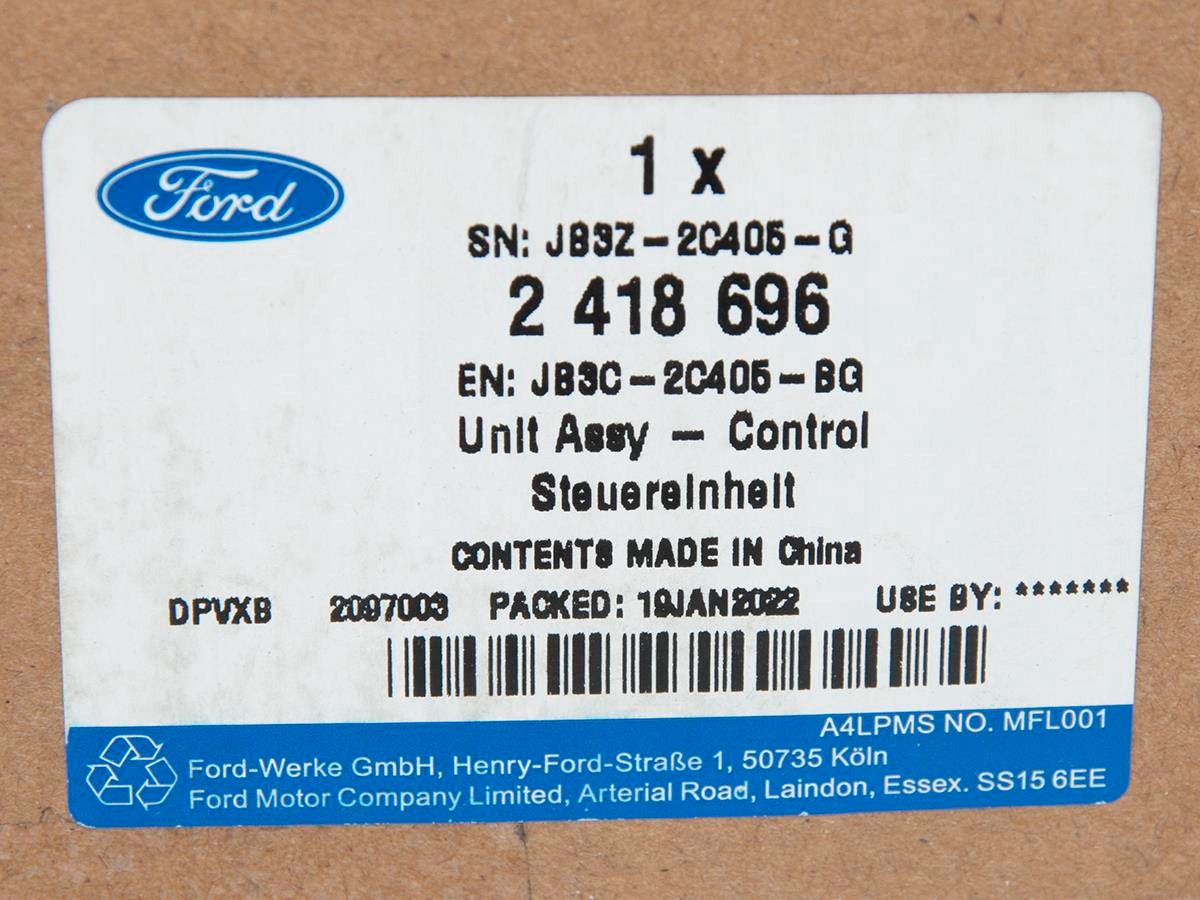 Ford
1 x
SN: JB3Z-2C405-G
2 418 696
EN: JB3C-2C405-BG
Unit Assy - Control
Steuereinheit
CONTENTS MADE IN China
DPVXB 2097003 PACKED: 19JAN2022 USE BY: *******
A4LPMS NO. MFL001
Ford-Werke GmbH, Henry-Ford-Straße 1, 50735 Köln
Ford Motor Company Limited, Arterial Road, Laindon, Essex. SS15 6EE